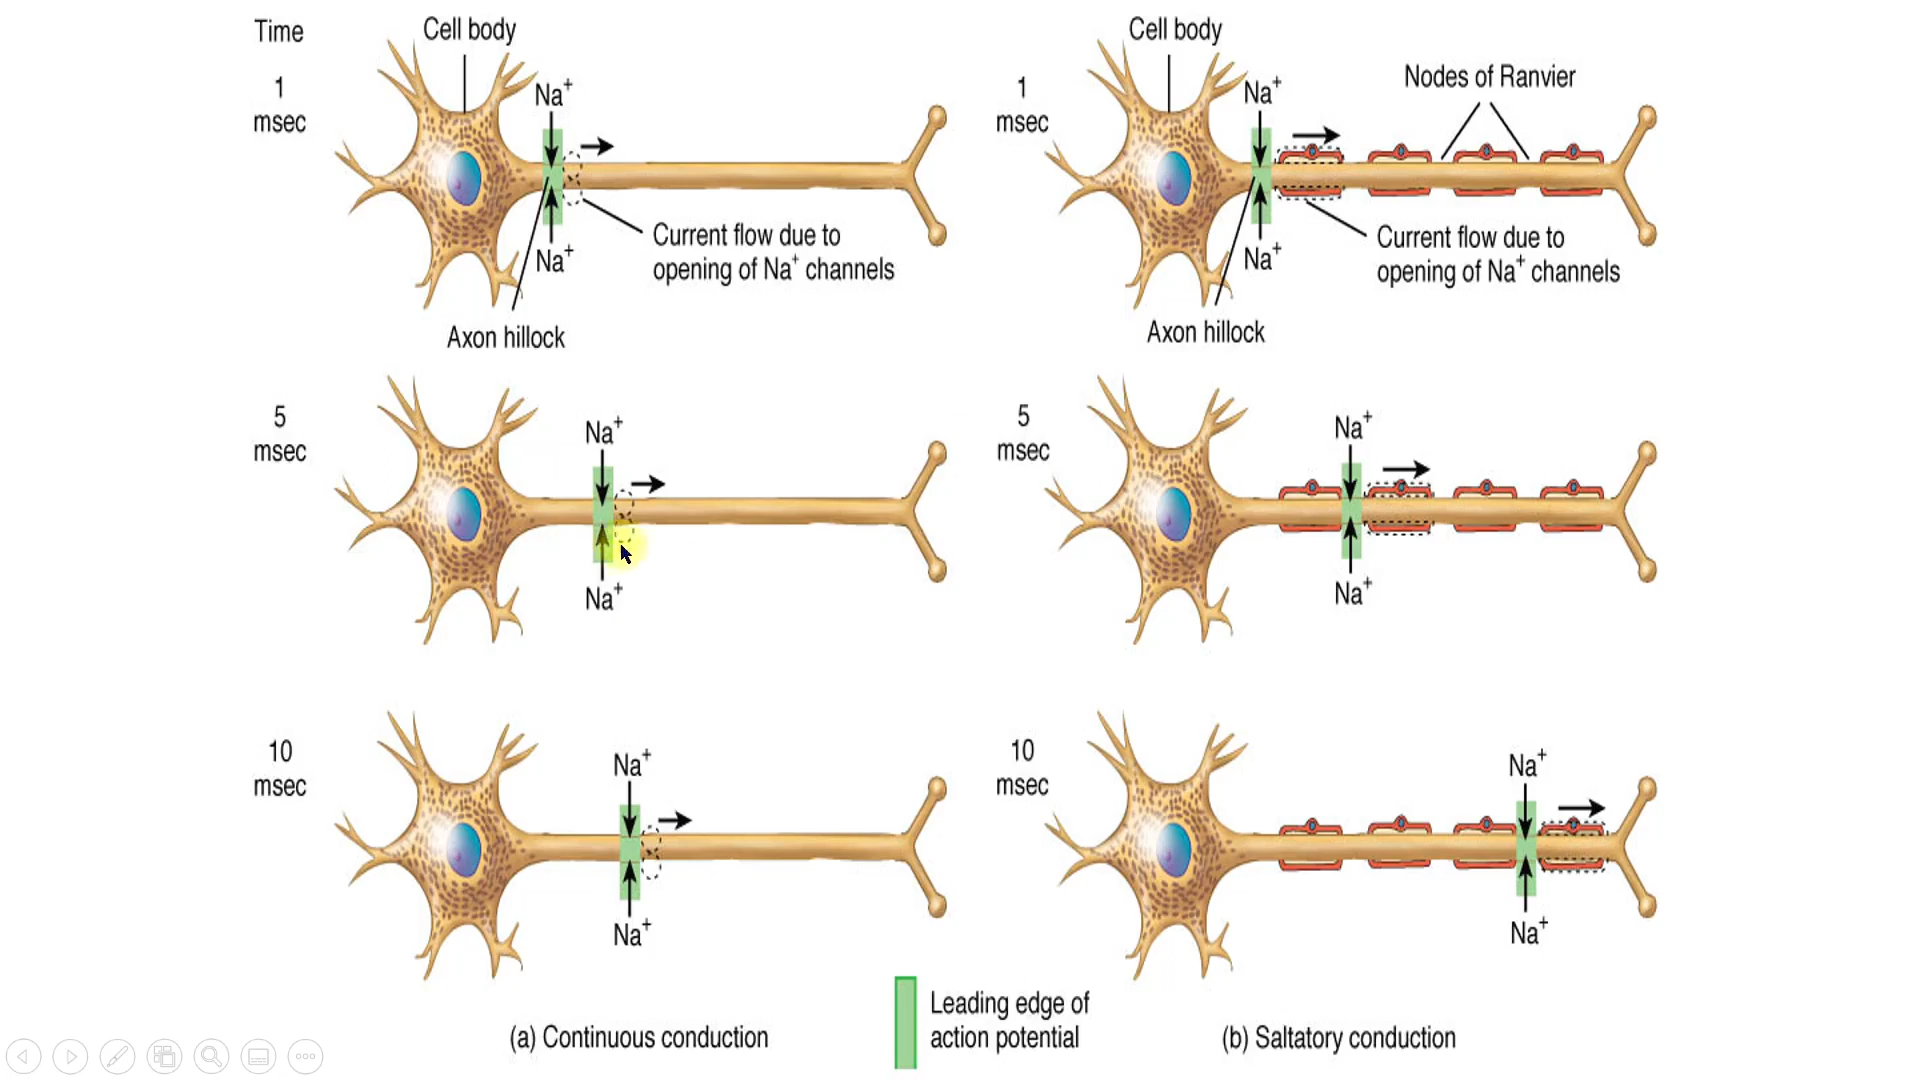 Time
Cell body
1
msec
Na+
Current flow due to
opening of Na+ channels
Na+
Axon hillock
Cell body
1
msec
Na+
Nodes of Ranvier
Current flow due to
opening of Na+ channels
Na+
Axon hillock
5
msec
Na+
Na+
5
msec
Na+
Na+
10
msec
Na+
Na+
10
msec
Na+
Na+
Leading edge of
action potential
(a) Continuous conduction
(b) Saltatory conduction